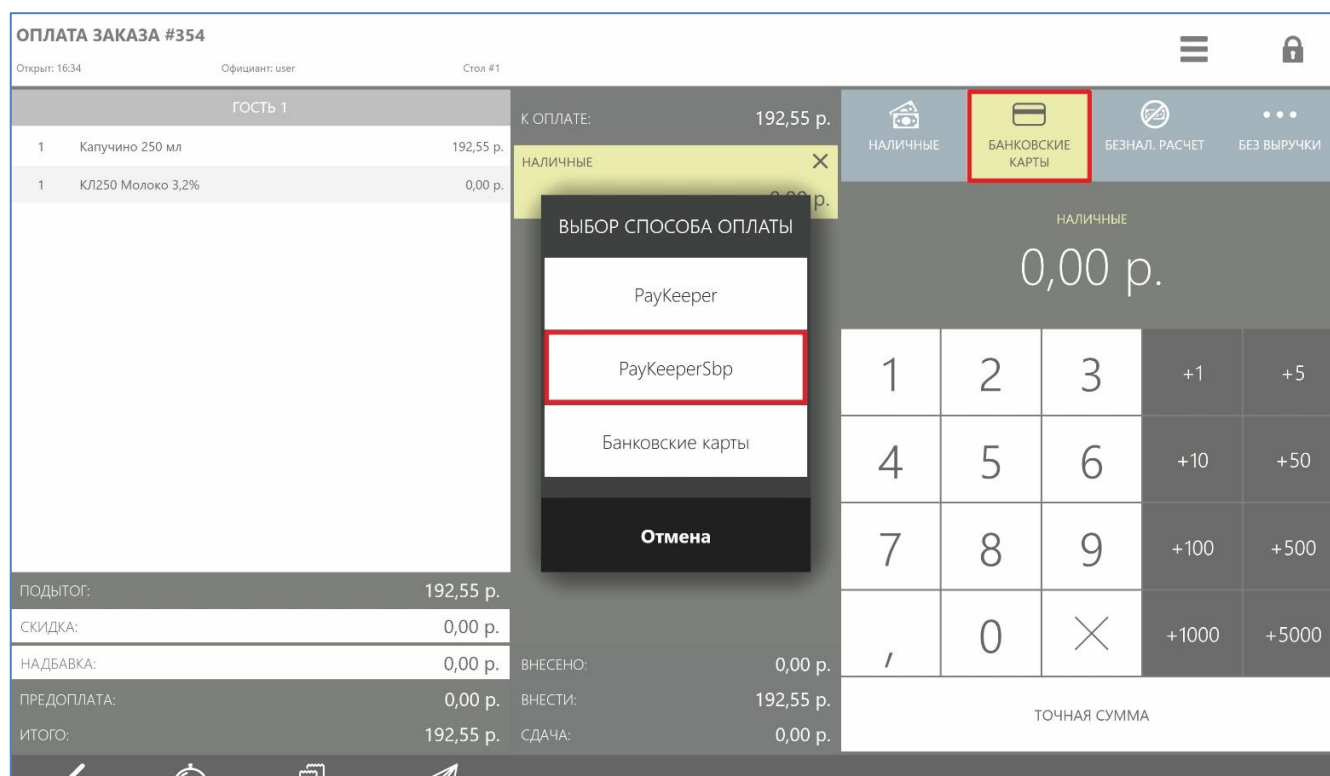 ОПЛАТА ЗАКАЗА #354
Открыт: 16:34 Официант: user Стол #1
ГОСТЬ 1
1 Капучино 250 мл 192,55 р.
1 КЛ250 Молоко 3,2% 0,00 р.
ПОДЫТОГ: 192,55 р.
СКИДКА: 0,00 р.
НАДБАВКА: 0,00 р.
ПРЕДОПЛАТА: 0,00 р.
ИТОГО: 192,55 р.
К ОПЛАТЕ: 192,55 р.
НАЛИЧНЫЕ
0,00 р.
ВЫБОР СПОСОБА ОПЛАТЫ
PayKeeper
PayKeeperSbp
Банковские карты
Отмена
ВНЕСЕНО: 0,00 р.
ВНЕСТИ: 192,55 р.
СДАЧА: 0,00 р.
НАЛИЧНЫЕ
БАНКОВСКИЕ
КАРТЫ
БЕЗНАЛ. РАСЧЕТ
БЕЗ ВЫРУЧКИ
НАЛИЧНЫЕ
0,00 р.
1 2 3 +1 +5
4 5 6 +10 +50
7 8 9 +100 +500
, 0 +1000 +5000
ТОЧНАЯ СУММА